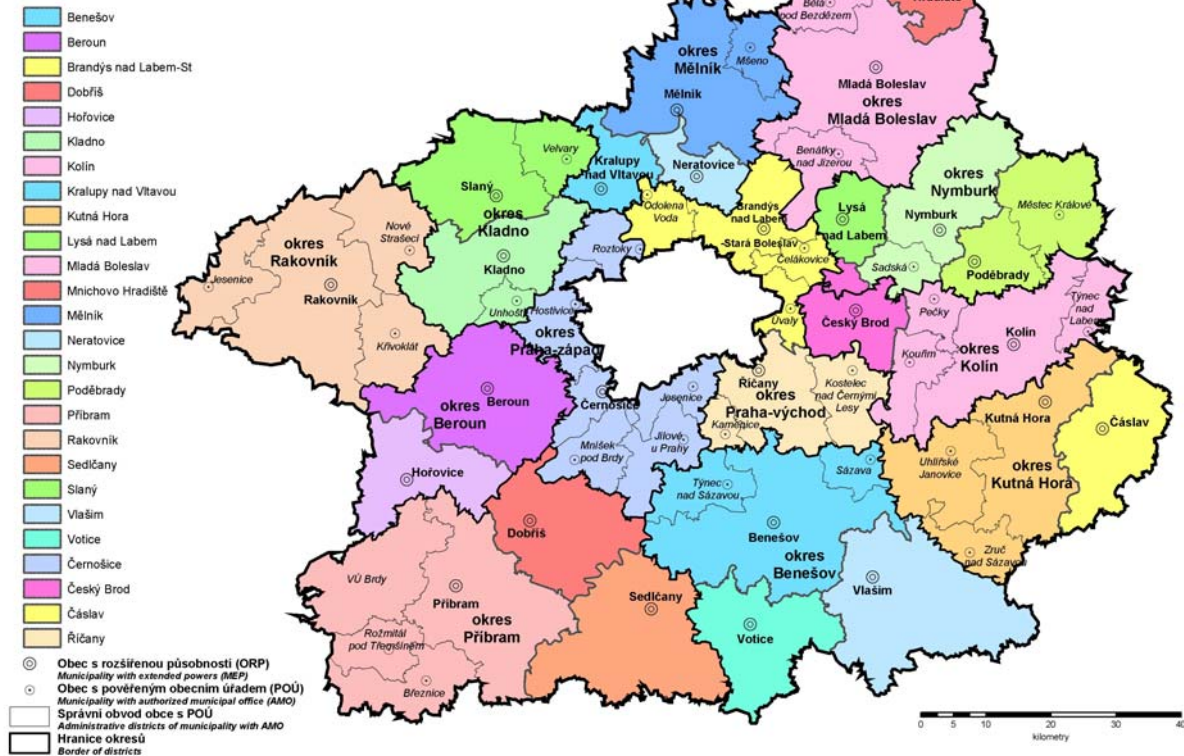 Benešov
Beroun
Brandýs nad Labem-St
Dobříš
Hořovice
Kladno
Kolín
Kralupy nad Vltavou
Kutná Hora
Lysá nad Labem
Mladá Boleslav
Mnichovo Hradiště
Mělník
Neratovice
Nymburk
Poděbrady
Příbram
Rakovník
Sedlčany
Slaný
Vlašim
Votice
Černošice
Český Brod
Čáslav
Říčany
Obec s rozšířenou působností (ORP)
Municipality with extended powers (MEP)
Obec s pověřeným obecním úřadem (POÚ)
Municipality with authorized municipal office (AMO)
Správní obvod obce s POÚ
Administrative districts of municipality with AMO
Hranice okresů
Border of districts
Bělá
pod Bezdězem
okres
Mělník
Mšeno
Mělník
Mladá Boleslav
okres
Mladá Boleslav
Benátky
nad Jizerou
Velvary
Slaný
okres
Kladno
Kladno
Unhošť
Kralupy
nad Vltavou
Neratovice
Odolena
Voda
Brandýs
nad Labem
-Stará Boleslav
Čelákovice
Úvaly
Lysá
nad Labem
okres
Nymburk
Nymburk
Sadská
Městec Králové
Poděbrady
okres
Rakovník
Nové
Strašecí
Jesenice
Rakovník
Křivoklát
Roztoky
Hostivice
okres
Praha-západ
Černošice
Jesenice
Mníšek
pod Brdy
Jílové
u Prahy
Český Brod
Pečky
Týnec
nad
Labem
Kolín
okres
Kolín
Kouřim
Říčany
okres
Praha-východ
Kostelec
nad Černými
Lesy
Kamenice
Beroun
okres
Beroun
Hořovice
Kutná Hora
Čáslav
Uhlířské
Janovice
okres
Kutná Hora
Zruč
nad Sázavou
Sázava
Týnec
nad Sázavou
Benešov
okres
Benešov
Vlašim
Votice
Dobříš
Sedlčany
VÚ Brdy
Příbram
okres
Příbram
Rožmitál
pod Třemšínem
Březnice
0 5 10 20 30 40
kilometry